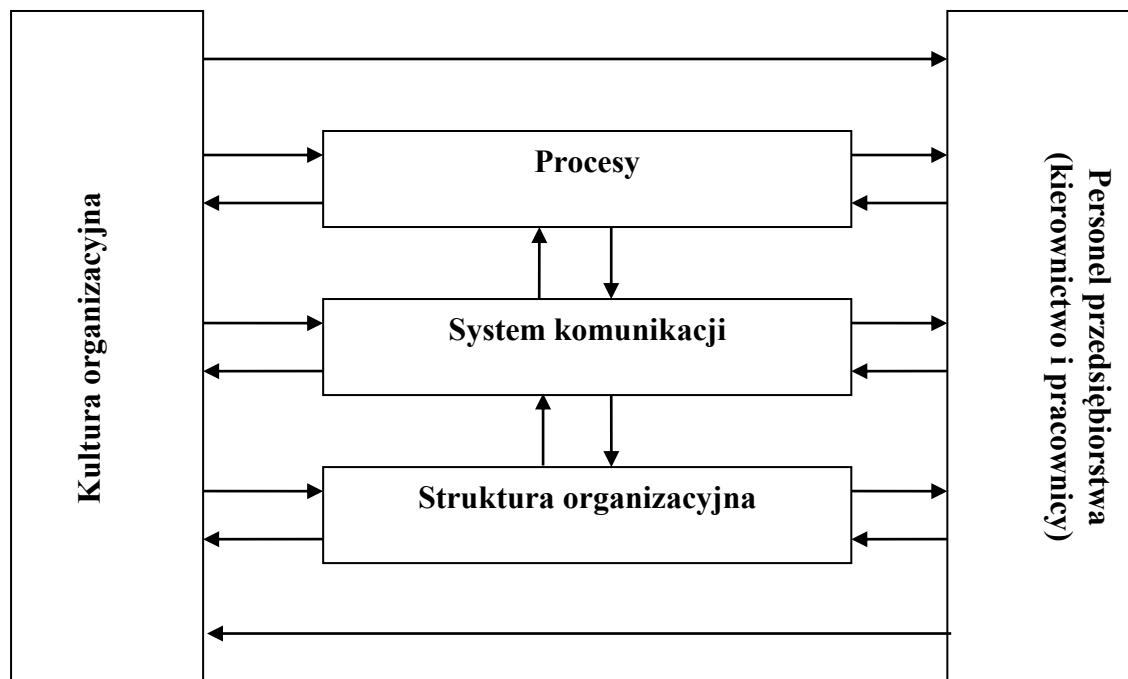 Kultura organizacyjna
Procesy
System komunikacji
Struktura organizacyjna
Personel przedsiębiorstwa
(kierownictwo i pracownicy)